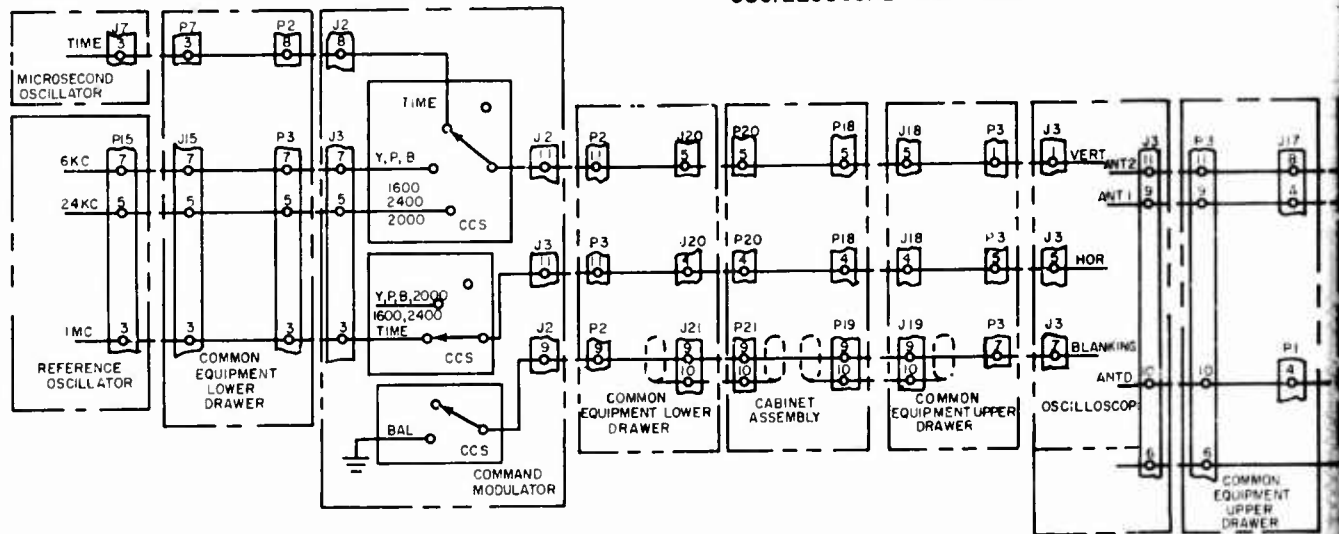 J7
P7
P2
J2
TIME
3
3
8
8
MICROSECOND
OSCILLATOR
TIME
P15
J15
P3
J3
J2
P2
J20
P20
P18
J18
P3
J3
J3
P3
J17
6KC
7
7
7
7
Y,P,B
11
11
5
5
5
5
VERT
ANT2
11
11
8
24KC
5
5
5
5
1600
2400
2000
CCS
ANT 1
9
9
4
J3
P3
J20
P20
P18
J18
P3
J3
11
11
4
4
4
5
5
HOR
Y,P,B,2000
1600,2400
1MC
3
3
3
3
TIME
CCS
J2
P2
J21
P21
P19
J19
P3
J3
9
9
9
9
9
9
7
7
BLANKING
10
10
10
10
ANTD
10
10
P1
4
REFERENCE
OSCILLATOR
COMMON
EQUIPMENT
LOWER
DRAWER
BAL
CCS
COMMAND
MODULATOR
COMMON
EQUIPMENT LOWER
DRAWER
CABINET
ASSEMBLY
COMMON
EQUIPMENT UPPER
DRAWER
OSCILLOSCOP
6
6
COMMON
EQUIPMENT
UPPER
DRAWER